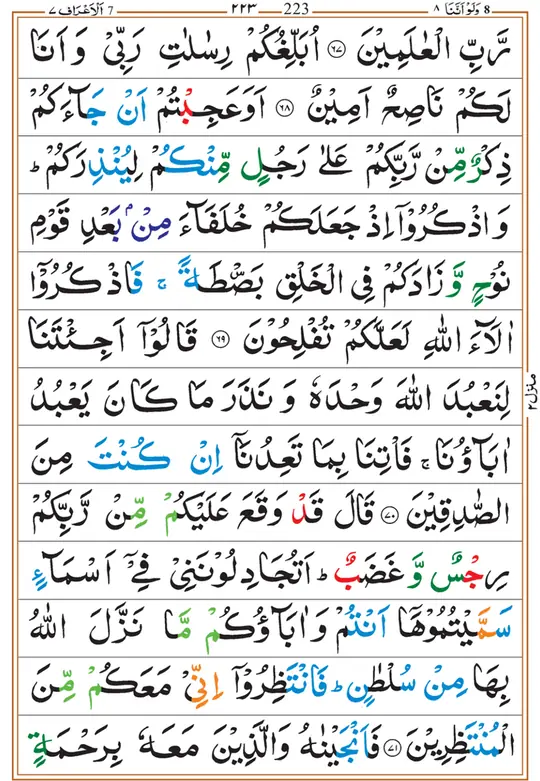 8 وَلَوْ اَنَّنَا ٨ 223 ٢٢٣ 7 اَلْاَعْرَاف ٧
رَّبِّ الْعٰلَمِيْنَ ﴿٦٧﴾ اُبَلِّغُكُمْ رِسٰلٰتِ رَبِّيْ وَ اَنَا
لَكُمْ نَاصِحٌ اَمِيْنٌ ﴿٦٨﴾ اَوَعَجِبْتُمْ اَنْ جَآءَكُمْ
ذِكْرٌ مِّنْ رَّبِّكُمْ عَلٰى رَجُلٍ مِّنْكُمْ لِيُنْذِرَكُمْ ؕ
وَ اذْكُرُوْۤا اِذْ جَعَلَكُمْ خُلَفَآءَ مِنْۢ بَعْدِ قَوْمِ
نُوْحٍ وَّ زَادَكُمْ فِي الْخَلْقِ بَصْۜطَةً ۚ فَاذْكُرُوْۤا
اٰلَآءَ اللّٰهِ لَعَلَّكُمْ تُفْلِحُوْنَ ﴿٦٩﴾ قَالُوْۤا اَجِئْتَنَا
لِنَعْبُدَ اللّٰهَ وَحْدَهٗ وَ نَذَرَ مَا كَانَ يَعْبُدُ
اٰبَآؤُنَا ۚ فَاْتِنَا بِمَا تَعِدُنَاۤ اِنْ كُنْتَ مِنَ
الصّٰدِقِيْنَ ﴿٧٠﴾ قَالَ قَدْ وَقَعَ عَلَيْكُمْ مِّنْ رَّبِّكُمْ
رِجْسٌ وَّ غَضَبٌ ؕ اَتُجَادِلُوْنَنِيْ فِيْۤ اَسْمَآءٍ
سَمَّيْتُمُوْهَاۤ اَنْتُمْ وَ اٰبَآؤُكُمْ مَّا نَزَّلَ اللّٰهُ
بِهَا مِنْ سُلْطٰنٍ ؕ فَانْتَظِرُوْۤا اِنِّيْ مَعَكُمْ مِّنَ
الْمُنْتَظِرِيْنَ ﴿٧١﴾ فَاَنْجَيْنٰهُ وَالَّذِيْنَ مَعَهٗ بِرَحْمَةٍ
منزل ٢